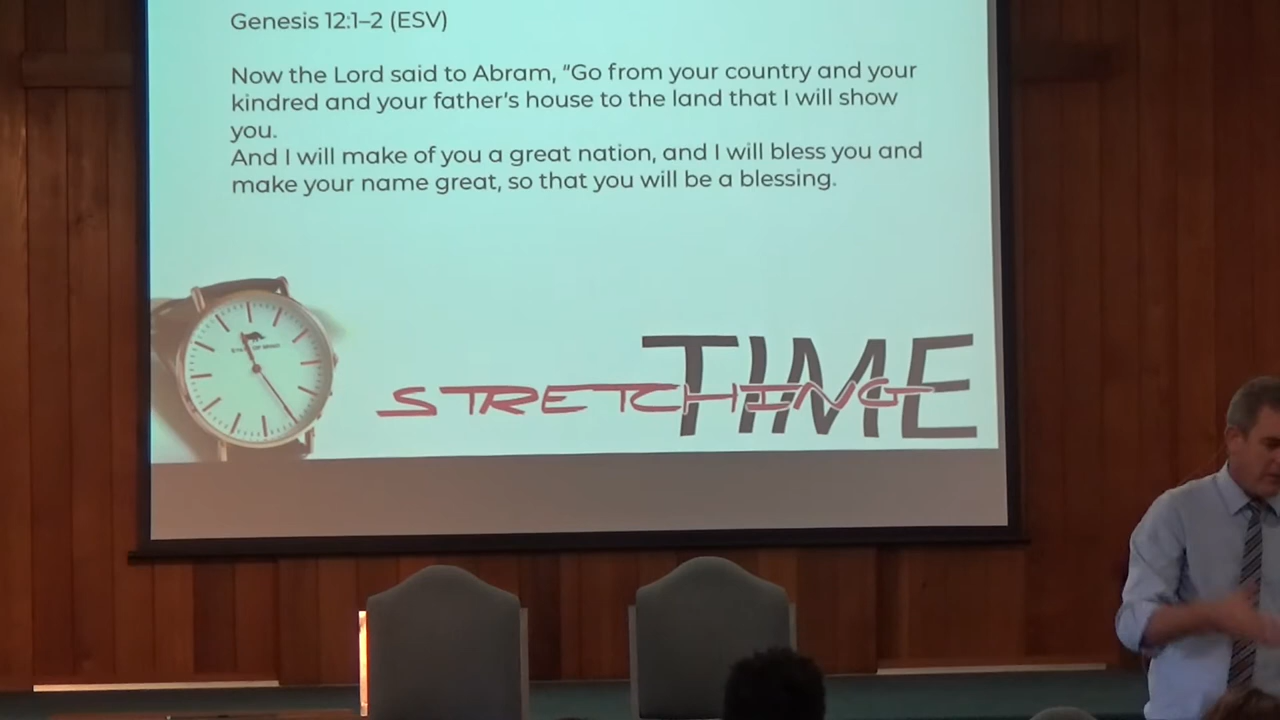 Genesis 12:1–2 (ESV)
Now the Lord said to Abram, "Go from your country and your
kindred and your father's house to the land that I will show
you.
And I will make of you a great nation, and I will bless you and
make your name great, so that you will be a blessing.
STRETCHING
TIME